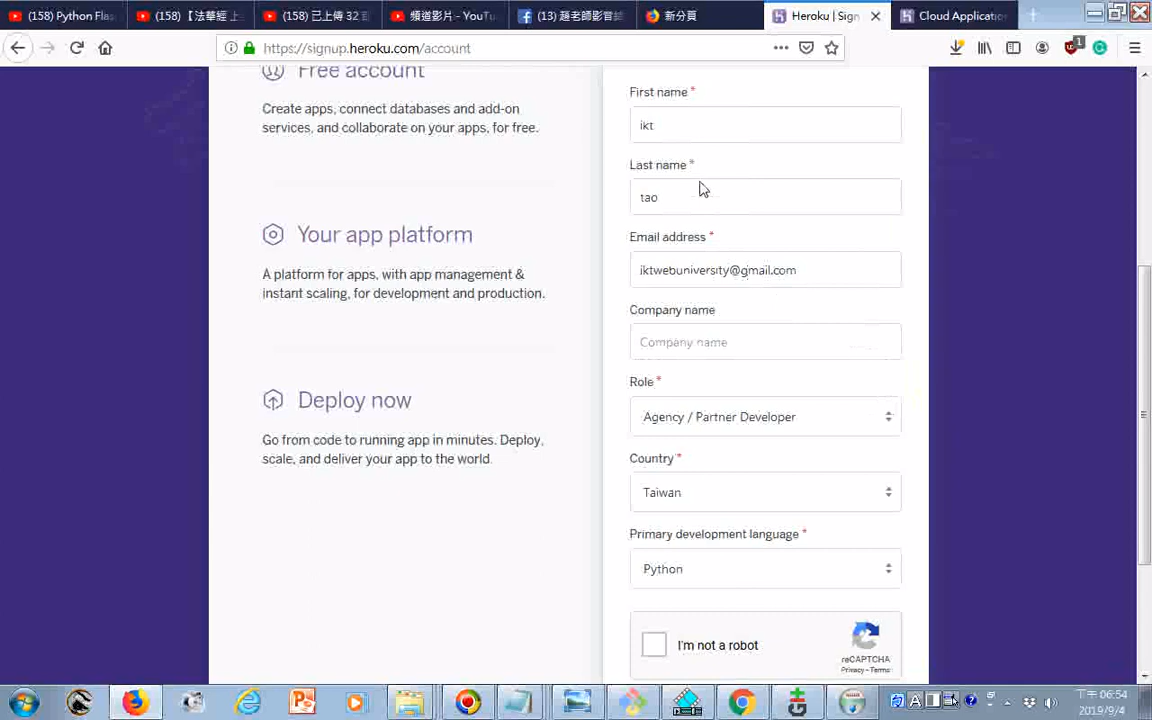 (158) Python Flas
(158) 【法華經 上
(158) 已上傳 32
頻道影片 - YouTu
(13) 趙老師影音
新分頁
Heroku | Sign
Cloud Application
https://signup.heroku.com/account
1
Free account
Create apps, connect databases and add-on
services, and collaborate on your apps, for free.
Your app platform
A platform for apps, with app management &
instant scaling, for development and production.
Deploy now
Go from code to running app in minutes. Deploy,
scale, and deliver your app to the world.
First name *
ikt
Last name *
tao
Email address *
iktwebuniversity@gmail.com
Company name
Company name
Role *
Agency / Partner Developer
Country *
Taiwan
Primary development language *
Python
I'm not a robot
reCAPTCHA
Privacy - Terms
下午 06:54
2019/9/4